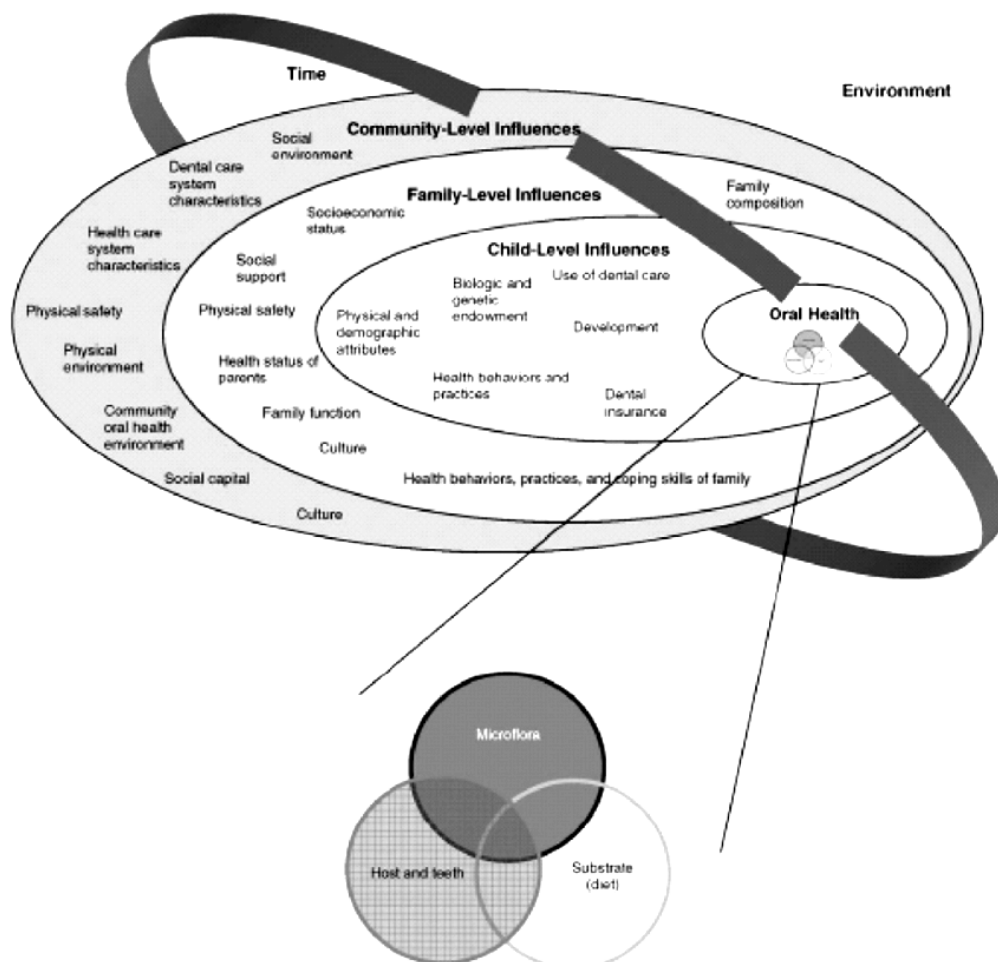 Time
Environment
Community-Level Influences
Social
environment
Dental care
system
characteristics
Health care
system
characteristics
Physical safety
Physical
environment
Community
oral health
environment
Social capital
Culture
Family-Level Influences
Family
composition
Socioeconomic
status
Social
support
Physical safety
Health status of
parents
Family function
Culture
Health behaviors, practices, and coping skills of family
Child-Level Influences
Use of dental care
Biologic and
genetic
endowment
Physical and
demographic
attributes
Development
Health behaviors and
practices
Dental
insurance
Oral Health
Microflora
Host and teeth
Substrate
(diet)